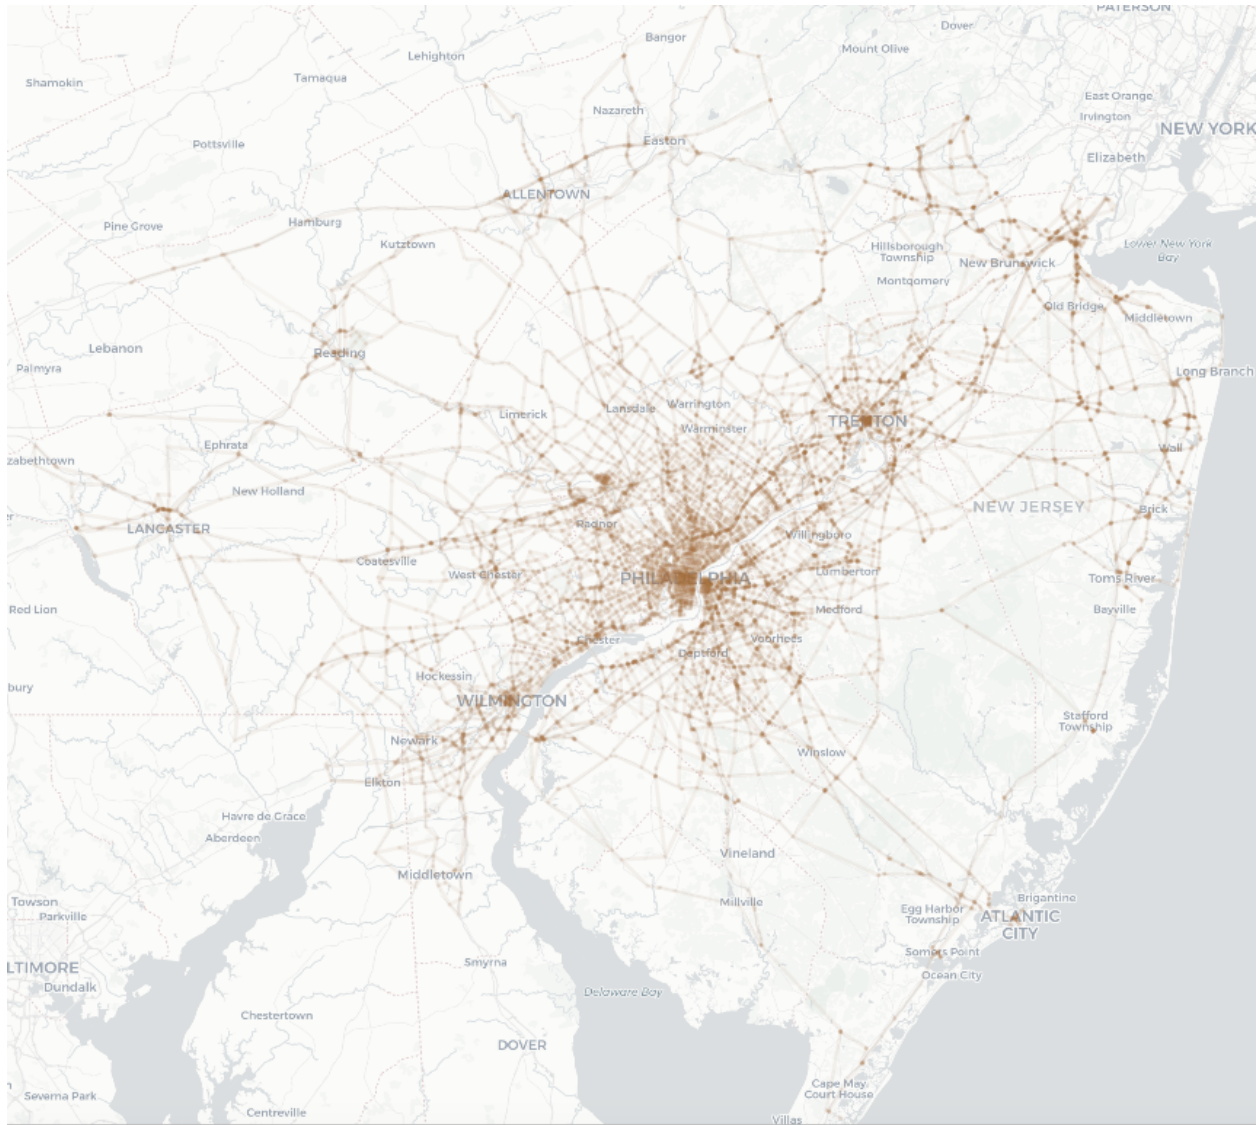 PATERSON
Dover
Bangor
Mount Olive
Lehighton
Tamaqua
Shamokin
East Orange
Nazareth
Irvington
NEW YORK
Easton
Pottsville
Elizabeth
ALLENTOWN
Hamburg
Pine Grove
Kutztown
Hillsborough
Township
Lower New York
Bay
New Brunswick
Montgomery
Old Bridge
Middletown
Lebanon
Reading
Palmyra
Long Branch
Limerick
Lansdale
Warrington
TRENTON
Warminster
Ephrata
Wall
zabethtown
New Holland
NEW JERSEY
Brick
LANCASTER
Radnor
Willingboro
Coatesville
West Chester
PHILADELPHIA
Lumberton
Toms River
Red Lion
Medford
Bayville
Chester
Voorhees
Deptford
Hockessin
bury
WILMINGTON
Stafford
Township
Newark
Winslow
Elkton
Havre de Grace
Aberdeen
Vineland
Middletown
Towson
Parkville
Millville
Brigantine
Egg Harbor
Township
ATLANTIC
CITY
Somers Point
LTIMORE
Smyrna
Ocean City
Dundalk
Delaware Bay
Chestertown
DOVER
Cape May
Court House
Severna Park
Centreville
Villas